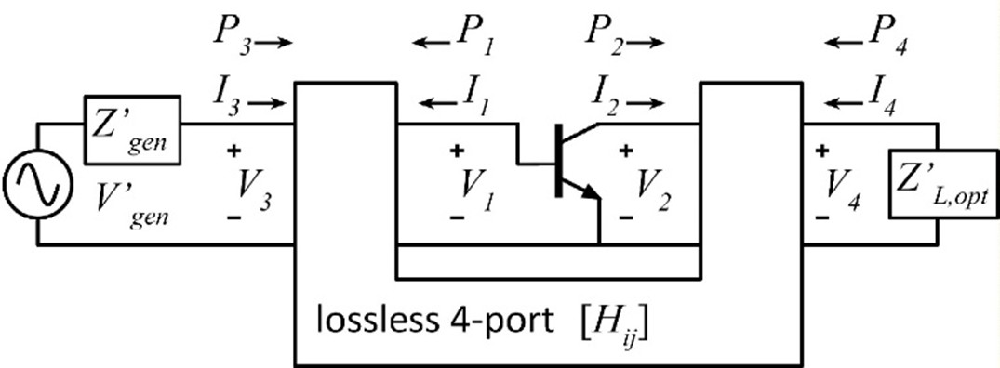 P3 P1 P2 P4
I3 I1 I2 I4
Z'gen
+ + + +
V'gen V3 V1 V2 V4 Z'L,opt
− − − −
lossless 4-port [Hij]